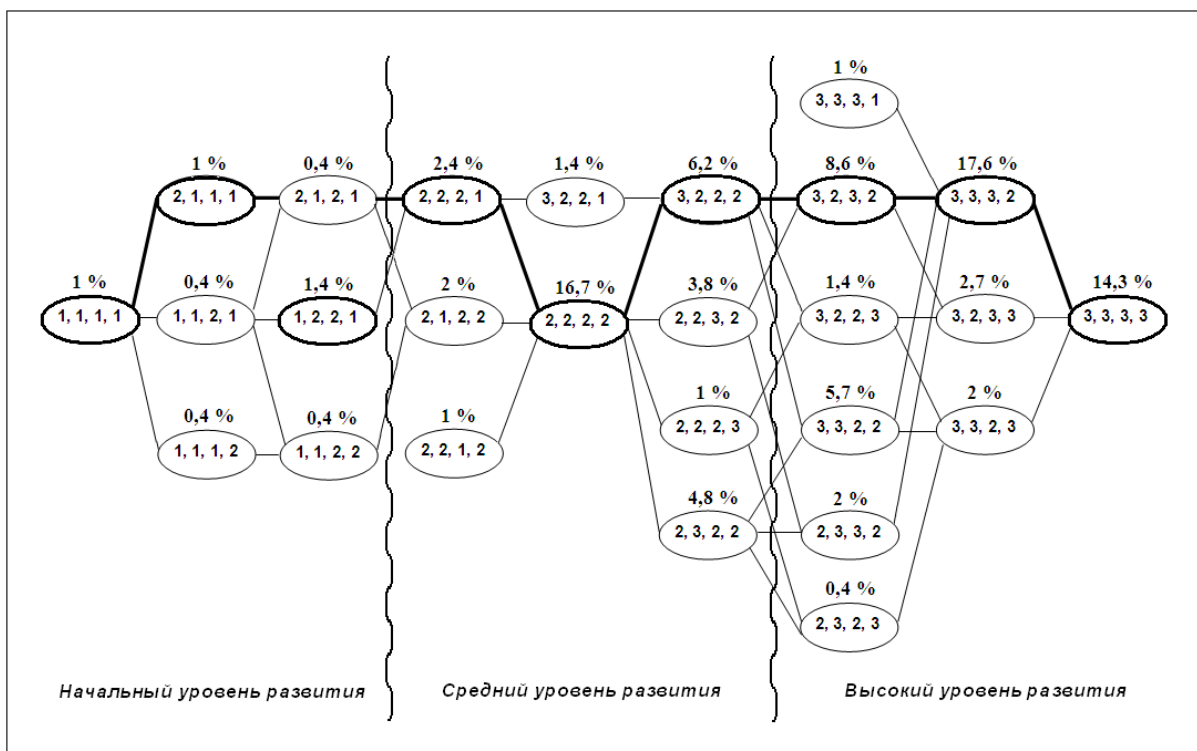 1 %
3, 3, 3, 1
1 % 0,4 % 2,4 % 1,4 % 6,2 % 8,6 % 17,6 %
2, 1, 1, 1 2, 1, 2, 1 2, 2, 2, 1 3, 2, 2, 1 3, 2, 2, 2 3, 2, 3, 2 3, 3, 3, 2
1 % 0,4 % 1,4 % 2 % 16,7 % 3,8 % 1,4 % 2,7 % 14,3 %
1, 1, 1, 1 1, 1, 2, 1 1, 2, 2, 1 2, 1, 2, 2 2, 2, 2, 2 2, 2, 3, 2 3, 2, 2, 3 3, 2, 3, 3 3, 3, 3, 3
0,4 % 0,4 % 1 % 1 % 5,7 % 2 %
1, 1, 1, 2 1, 1, 2, 2 2, 2, 1, 2 2, 2, 2, 3 3, 3, 2, 2 3, 3, 2, 3
4,8 % 2 %
2, 3, 2, 2 2, 3, 3, 2
0,4 %
2, 3, 2, 3
Начальный уровень развития Средний уровень развития Высокий уровень развития